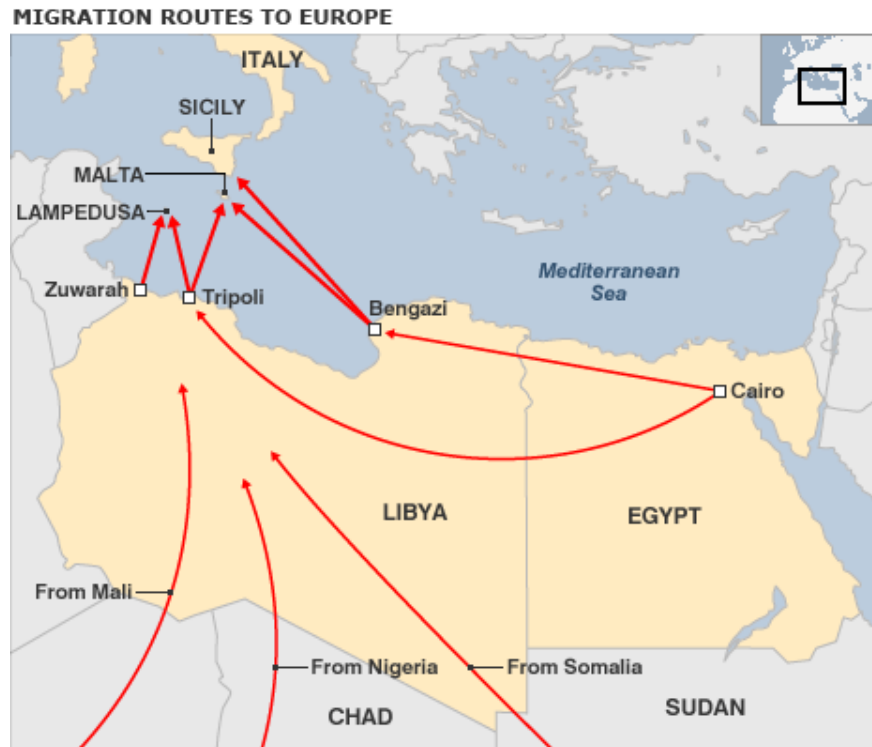 MIGRATION ROUTES TO EUROPE
ITALY
SICILY
MALTA
LAMPEDUSA
Mediterranean
Sea
Zuwarah
Tripoli
Bengazi
Cairo
LIBYA
EGYPT
From Mali
From Nigeria
From Somalia
CHAD
SUDAN